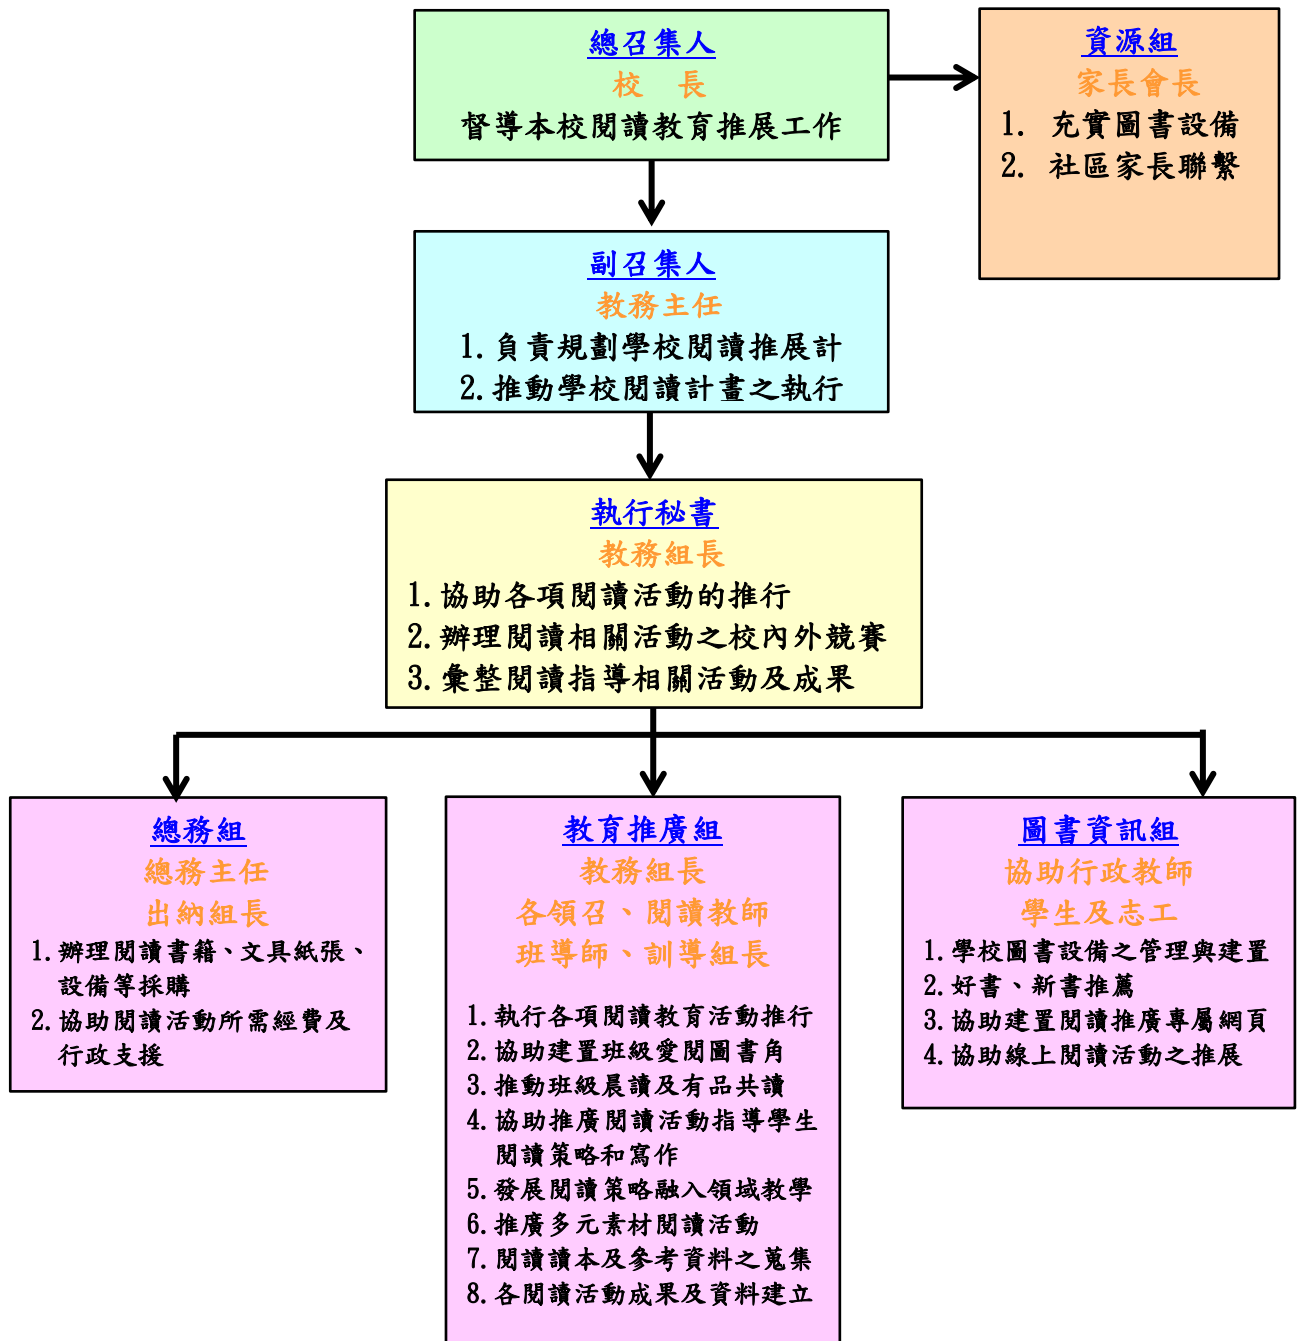 總召集人
校　長
督導本校閱讀教育推展工作
資源組
家長會長
1. 充實圖書設備
2. 社區家長聯繫
副召集人
教務主任
1.負責規劃學校閱讀推展計
2.推動學校閱讀計畫之執行
執行秘書
教務組長
1.協助各項閱讀活動的推行
2.辦理閱讀相關活動之校內外競賽
3.彙整閱讀指導相關活動及成果
總務組
總務主任
出納組長
1.辦理閱讀書籍、文具紙張、
設備等採購
2.協助閱讀活動所需經費及
行政支援
教育推廣組
教務組長
各領召、閱讀教師
班導師、訓導組長
1.執行各項閱讀教育活動推行
2.協助建置班級愛閱圖書角
3.推動班級晨讀及有品共讀
4.協助推廣閱讀活動指導學生
閱讀策略和寫作
5.發展閱讀策略融入領域教學
6.推廣多元素材閱讀活動
7.閱讀讀本及參考資料之蒐集
8.各閱讀活動成果及資料建立
圖書資訊組
協助行政教師
學生及志工
1.學校圖書設備之管理與建置
2.好書、新書推薦
3.協助建置閱讀推廣專屬網頁
4.協助線上閱讀活動之推展